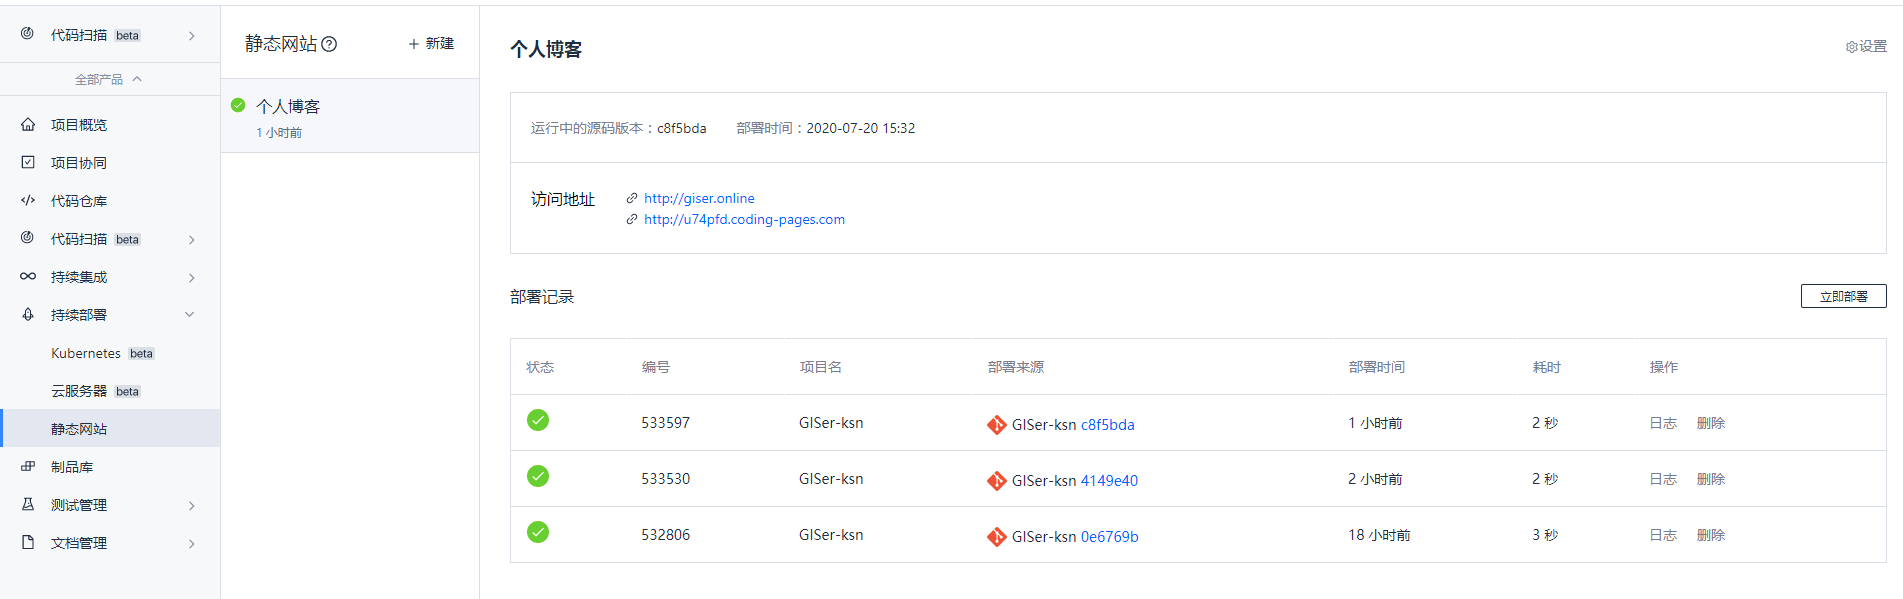 代码扫描 beta
全部产品
项目概览
项目协同
代码仓库
代码扫描 beta
持续集成
持续部署
Kubernetes beta
云服务器 beta
静态网站
制品库
测试管理
文档管理
静态网站 + 新建
个人博客
1 小时前
个人博客
设置
运行中的源码版本：c8f5bda 部署时间：2020-07-20 15:32
访问地址 http://giser.online
http://u74pfd.coding-pages.com
部署记录 立即部署
状态 编号 项目名 部署来源 部署时间 耗时 操作
533597 GISer-ksn GISer-ksn c8f5bda 1 小时前 2 秒 日志 删除
533530 GISer-ksn GISer-ksn 4149e40 2 小时前 2 秒 日志 删除
532806 GISer-ksn GISer-ksn 0e6769b 18 小时前 3 秒 日志 删除